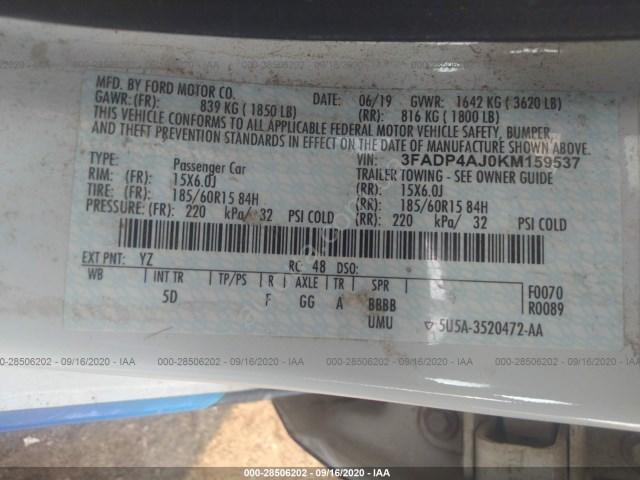 MFD. BY FORD MOTOR CO.
DATE: 06/19 GVWR: 1642 KG ( 3620 LB)
GAWR: (FR): 839 KG ( 1850 LB) (RR): 816 KG ( 1800 LB)
THIS VEHICLE CONFORMS TO ALL APPLICABLE FEDERAL MOTOR VEHICLE SAFETY, BUMPER,
AND THEFT PREVENTION STANDARDS IN EFFECT ON THE DATE OF MANUFACTURE SHOWN ABOVE.
VIN: 3FADP4AJ0KM159537
TYPE: Passenger Car TRAILER TOWING - SEE OWNER GUIDE
RIM: (FR): 15X6.0J (RR): 15X6.0J
TIRE: (FR): 185/60R15 84H (RR): 185/60R15 84H
PRESSURE: (FR): 220 kPa/ 32 PSI COLD (RR): 220 kPa/ 32 PSI COLD
EXT PNT: YZ RC: 48 DSO:
WB INT TR TP/PS R AXLE TR SPR
5D F GG A BBBB
UMU
F0070
R0089
5U5A-3520472-AA
000-28506202 - 09/16/2020 - IAA 000-28506202 - 09/16/2020 - IAA
000-28506202 - 09/16/2020 - IAA